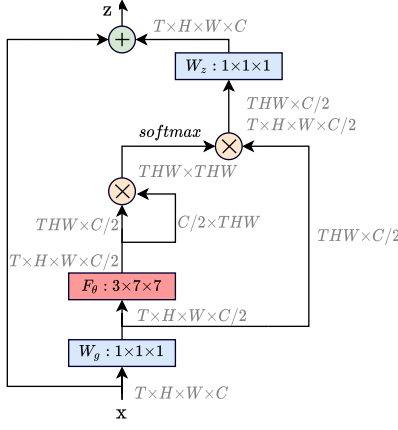 z
T×H×W×C
+
W_z : 1×1×1
THW×C/2
T×H×W×C/2
softmax
×
THW×THW
×
THW×C/2
C/2×THW
THW×C/2
T×H×W×C/2
F_θ : 3×7×7
T×H×W×C/2
W_g : 1×1×1
T×H×W×C
x